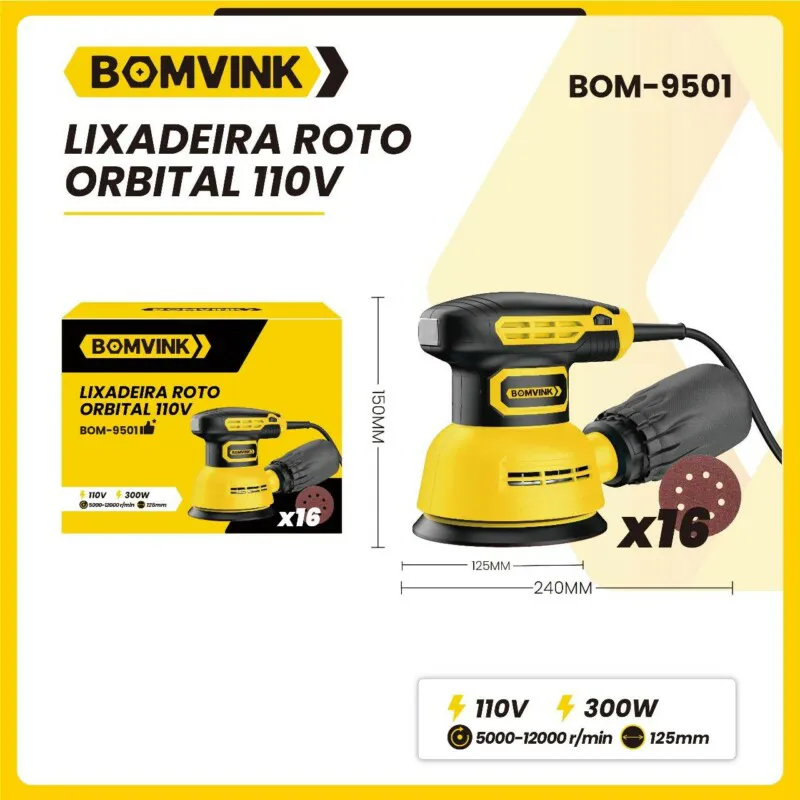 BOMVINK
BOM-9501
LIXADEIRA ROTO
ORBITAL 110V
BOMVINK
LIXADEIRA ROTO
ORBITAL 110V
BOM-9501
110V 300W
5000-12000 r/min 125mm
x16
150MM
BOMVINK
x16
125MM
240MM
110V 300W
5000-12000 r/min 125mm